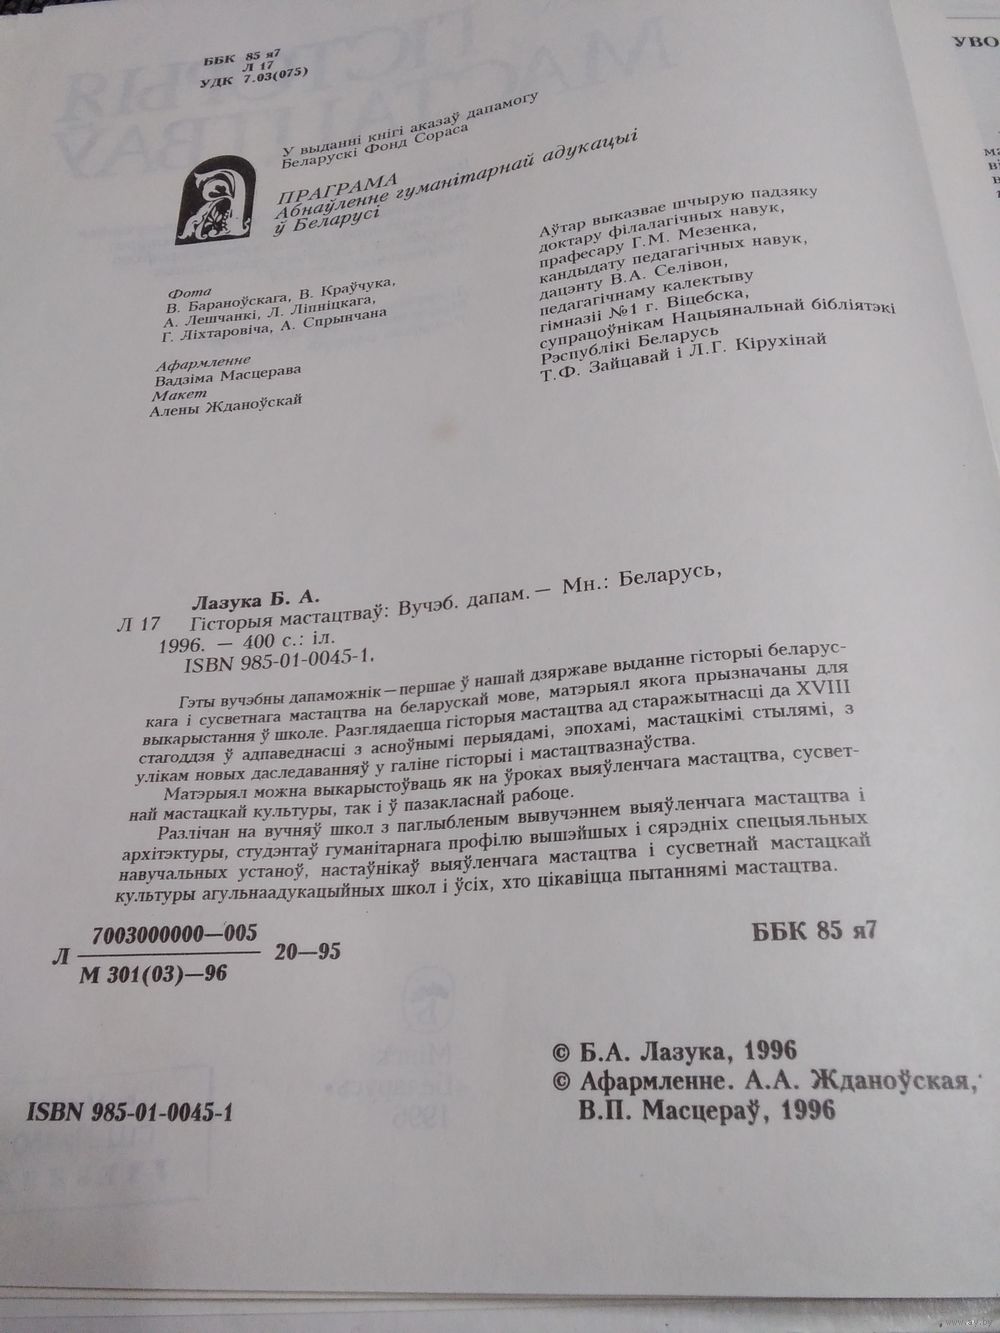 ББК 85 я7
Л 17
УДК 7.03(075)
У выданні кнігі аказаў дапамогу
Беларускі Фонд Сораса
ПРАГРАМА
Абнаўленне гуманітарнай адукацыі
ў Беларусі
Фота
В. Бараноўскага, В. Краўчука,
А. Лешчанкі, Л. Ліпніцкага,
Г. Ліхтаровіча, А. Спрынчана
Афармленне
Вадзіма Масцерава
Макет
Алены Жданоўскай
Аўтар выказвае шчырую падзяку
доктару філалагічных навук,
прафесару Г.М. Мезенка,
кандыдату педагагічных навук,
дацэнту В.А. Селівон,
педагагічнаму калектыву
гімназіі №1 г. Віцебска,
супрацоўнікам Нацыянальнай бібліятэкі
Рэспублікі Беларусь
Т.Ф. Зайцавай і Л.Г. Кірухінай
Лазука Б. А.
Л 17 Гісторыя мастацтваў: Вучэб. дапам. — Мн.: Беларусь,
1996. — 400 с.: іл.
ISBN 985-01-0045-1.
Гэты вучэбны дапаможнік — першае ў нашай дзяржаве выданне гісторыі беларус-
кага і сусветнага мастацтва на беларускай мове, матэрыял якога прызначаны для
выкарыстання ў школе. Разглядаецца гісторыя мастацтва ад старажытнасці да XVIII
стагоддзя ў адпаведнасці з асноўнымі перыядамі, эпохамі, мастацкімі стылямі, з
улікам новых даследаванняў у галіне гісторыі і мастацтвазнаўства.
Матэрыял можна выкарыстоўваць як на ўроках выяўленчага мастацтва, сусвет-
най мастацкай культуры, так і ў пазакласнай рабоце.
Разлічан на вучняў школ з паглыбленым вывучэннем выяўленчага мастацтва і
архітэктуры, студэнтаў гуманітарнага профілю вышэйшых і сярэдніх спецыяльных
навучальных устаноў, настаўнікаў выяўленчага мастацтва і сусветнай мастацкай
культуры агульнаадукацыйных школ і ўсіх, хто цікавіцца пытаннямі мастацтва.
Л 7003000000—005
М 301(03)—96
20—95
ББК 85 я7
© Б.А. Лазука, 1996
© Афармленне. А.А. Жданоўская,
В.П. Масцераў, 1996
ISBN 985-01-0045-1
УВО
www.ay.by